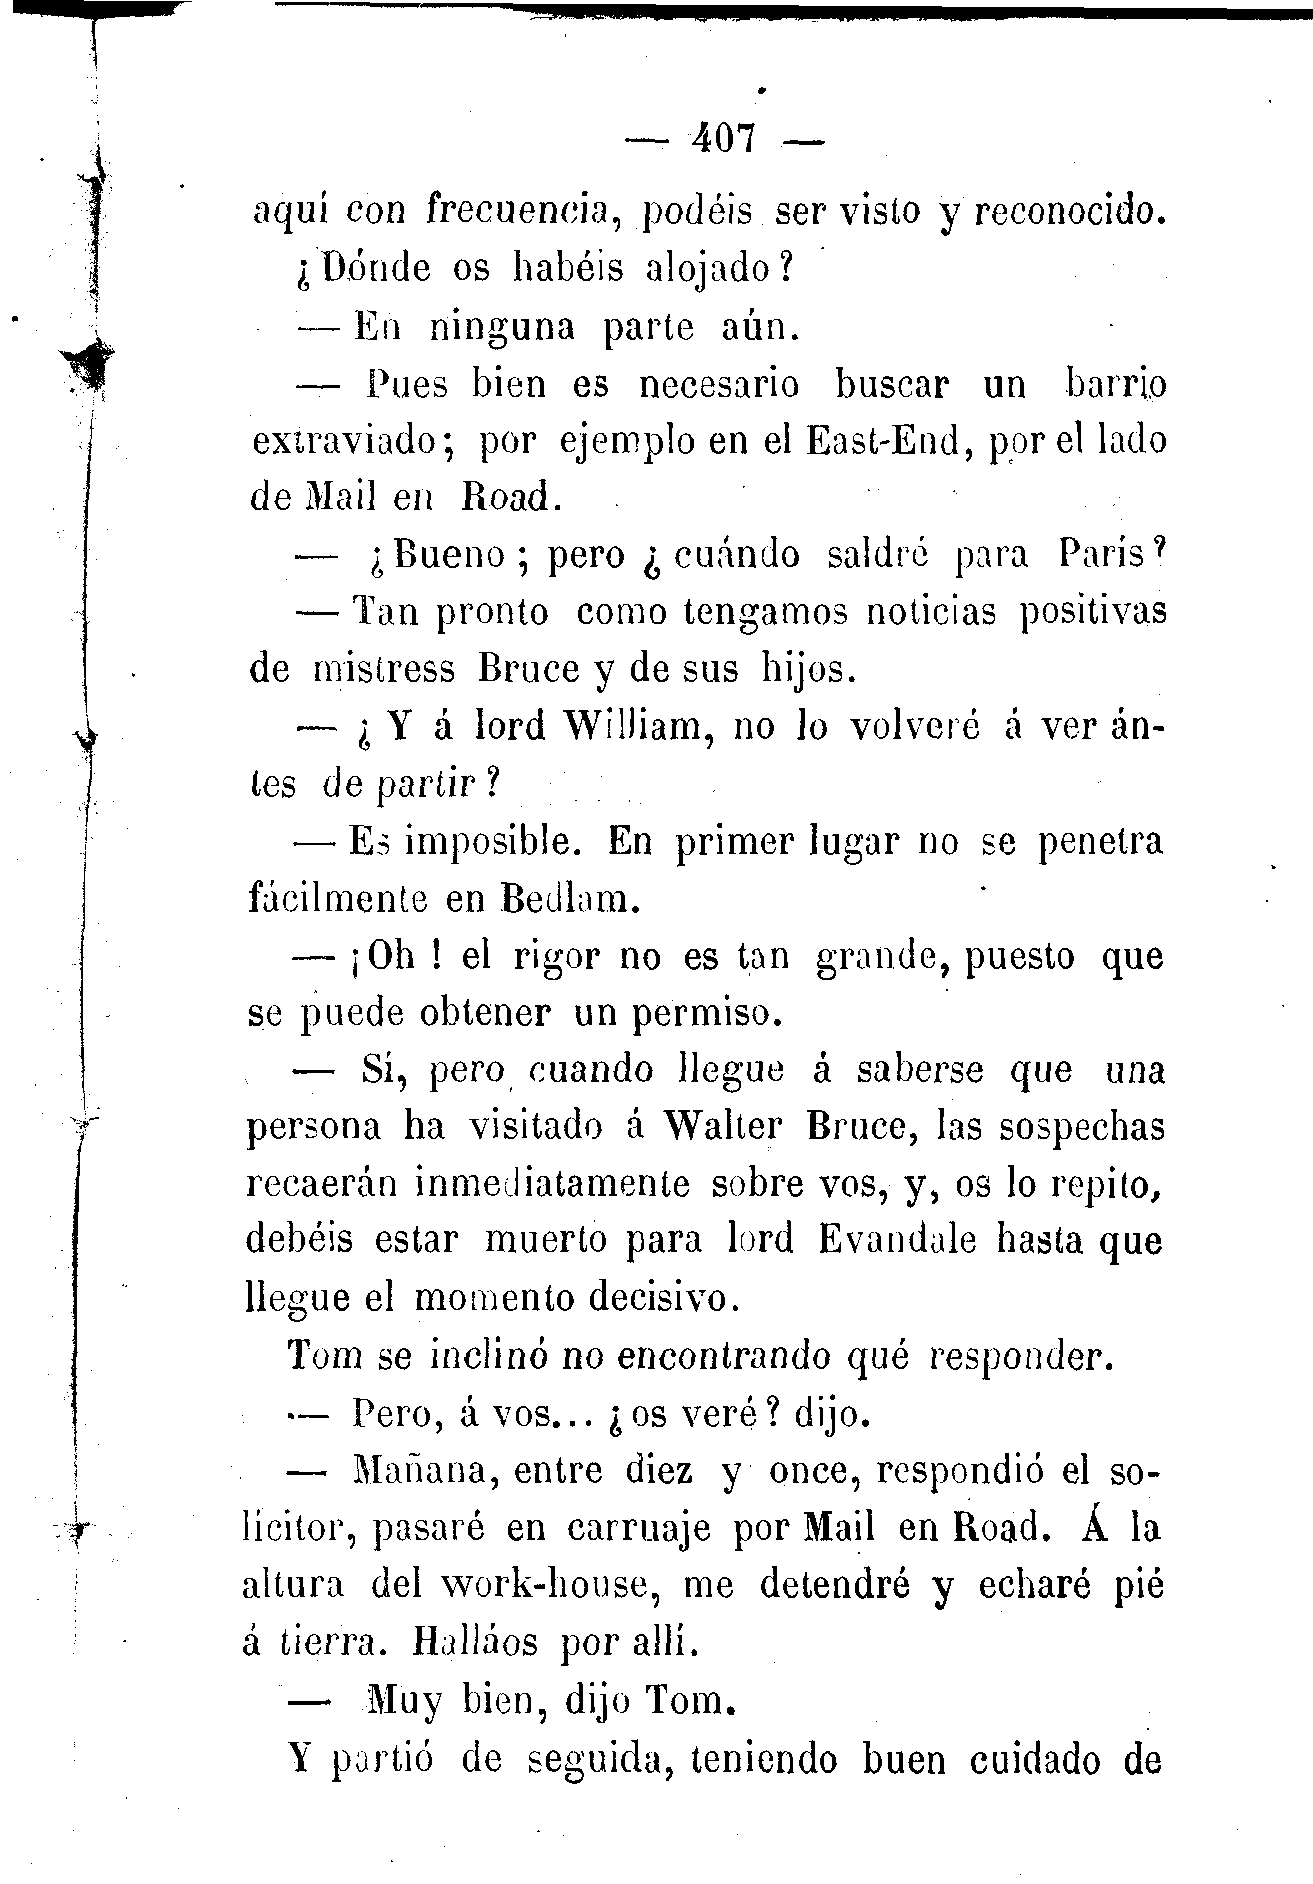 — 407 —
aquí con frecuencia, podéis ser visto y reconocido.
¿Dónde os habéis alojado?
— En ninguna parte aún.
— Pues bien es necesario buscar un barrio
extraviado; por ejemplo en el East-End, por el lado
de Mail en Road.
— ¿Bueno; pero ¿cuándo saldré para París?
— Tan pronto como tengamos noticias positivas
de mistress Bruce y de sus hijos.
— ¿Y á lord William, no lo volveré á ver án-
tes de partir?
— Es imposible. En primer lugar no se penetra
fácilmente en Bedlam.
— ¡Oh! el rigor no es tan grande, puesto que
se puede obtener un permiso.
— Sí, pero cuando llegue á saberse que una
persona ha visitado á Walter Bruce, las sospechas
recaerán inmediatamente sobre vos, y, os lo repito,
debéis estar muerto para lord Evandale hasta que
llegue el momento decisivo.
Tom se inclinó no encontrando qué responder.
— Pero, á vos... ¿os veré? dijo.
— Mañana, entre diez y once, respondió el so-
licitor, pasaré en carruaje por Mail en Road. Á la
altura del work-house, me detendré y echaré pié
á tierra. Halláos por allí.
— Muy bien, dijo Tom.
Y partió de seguida, teniendo buen cuidado de